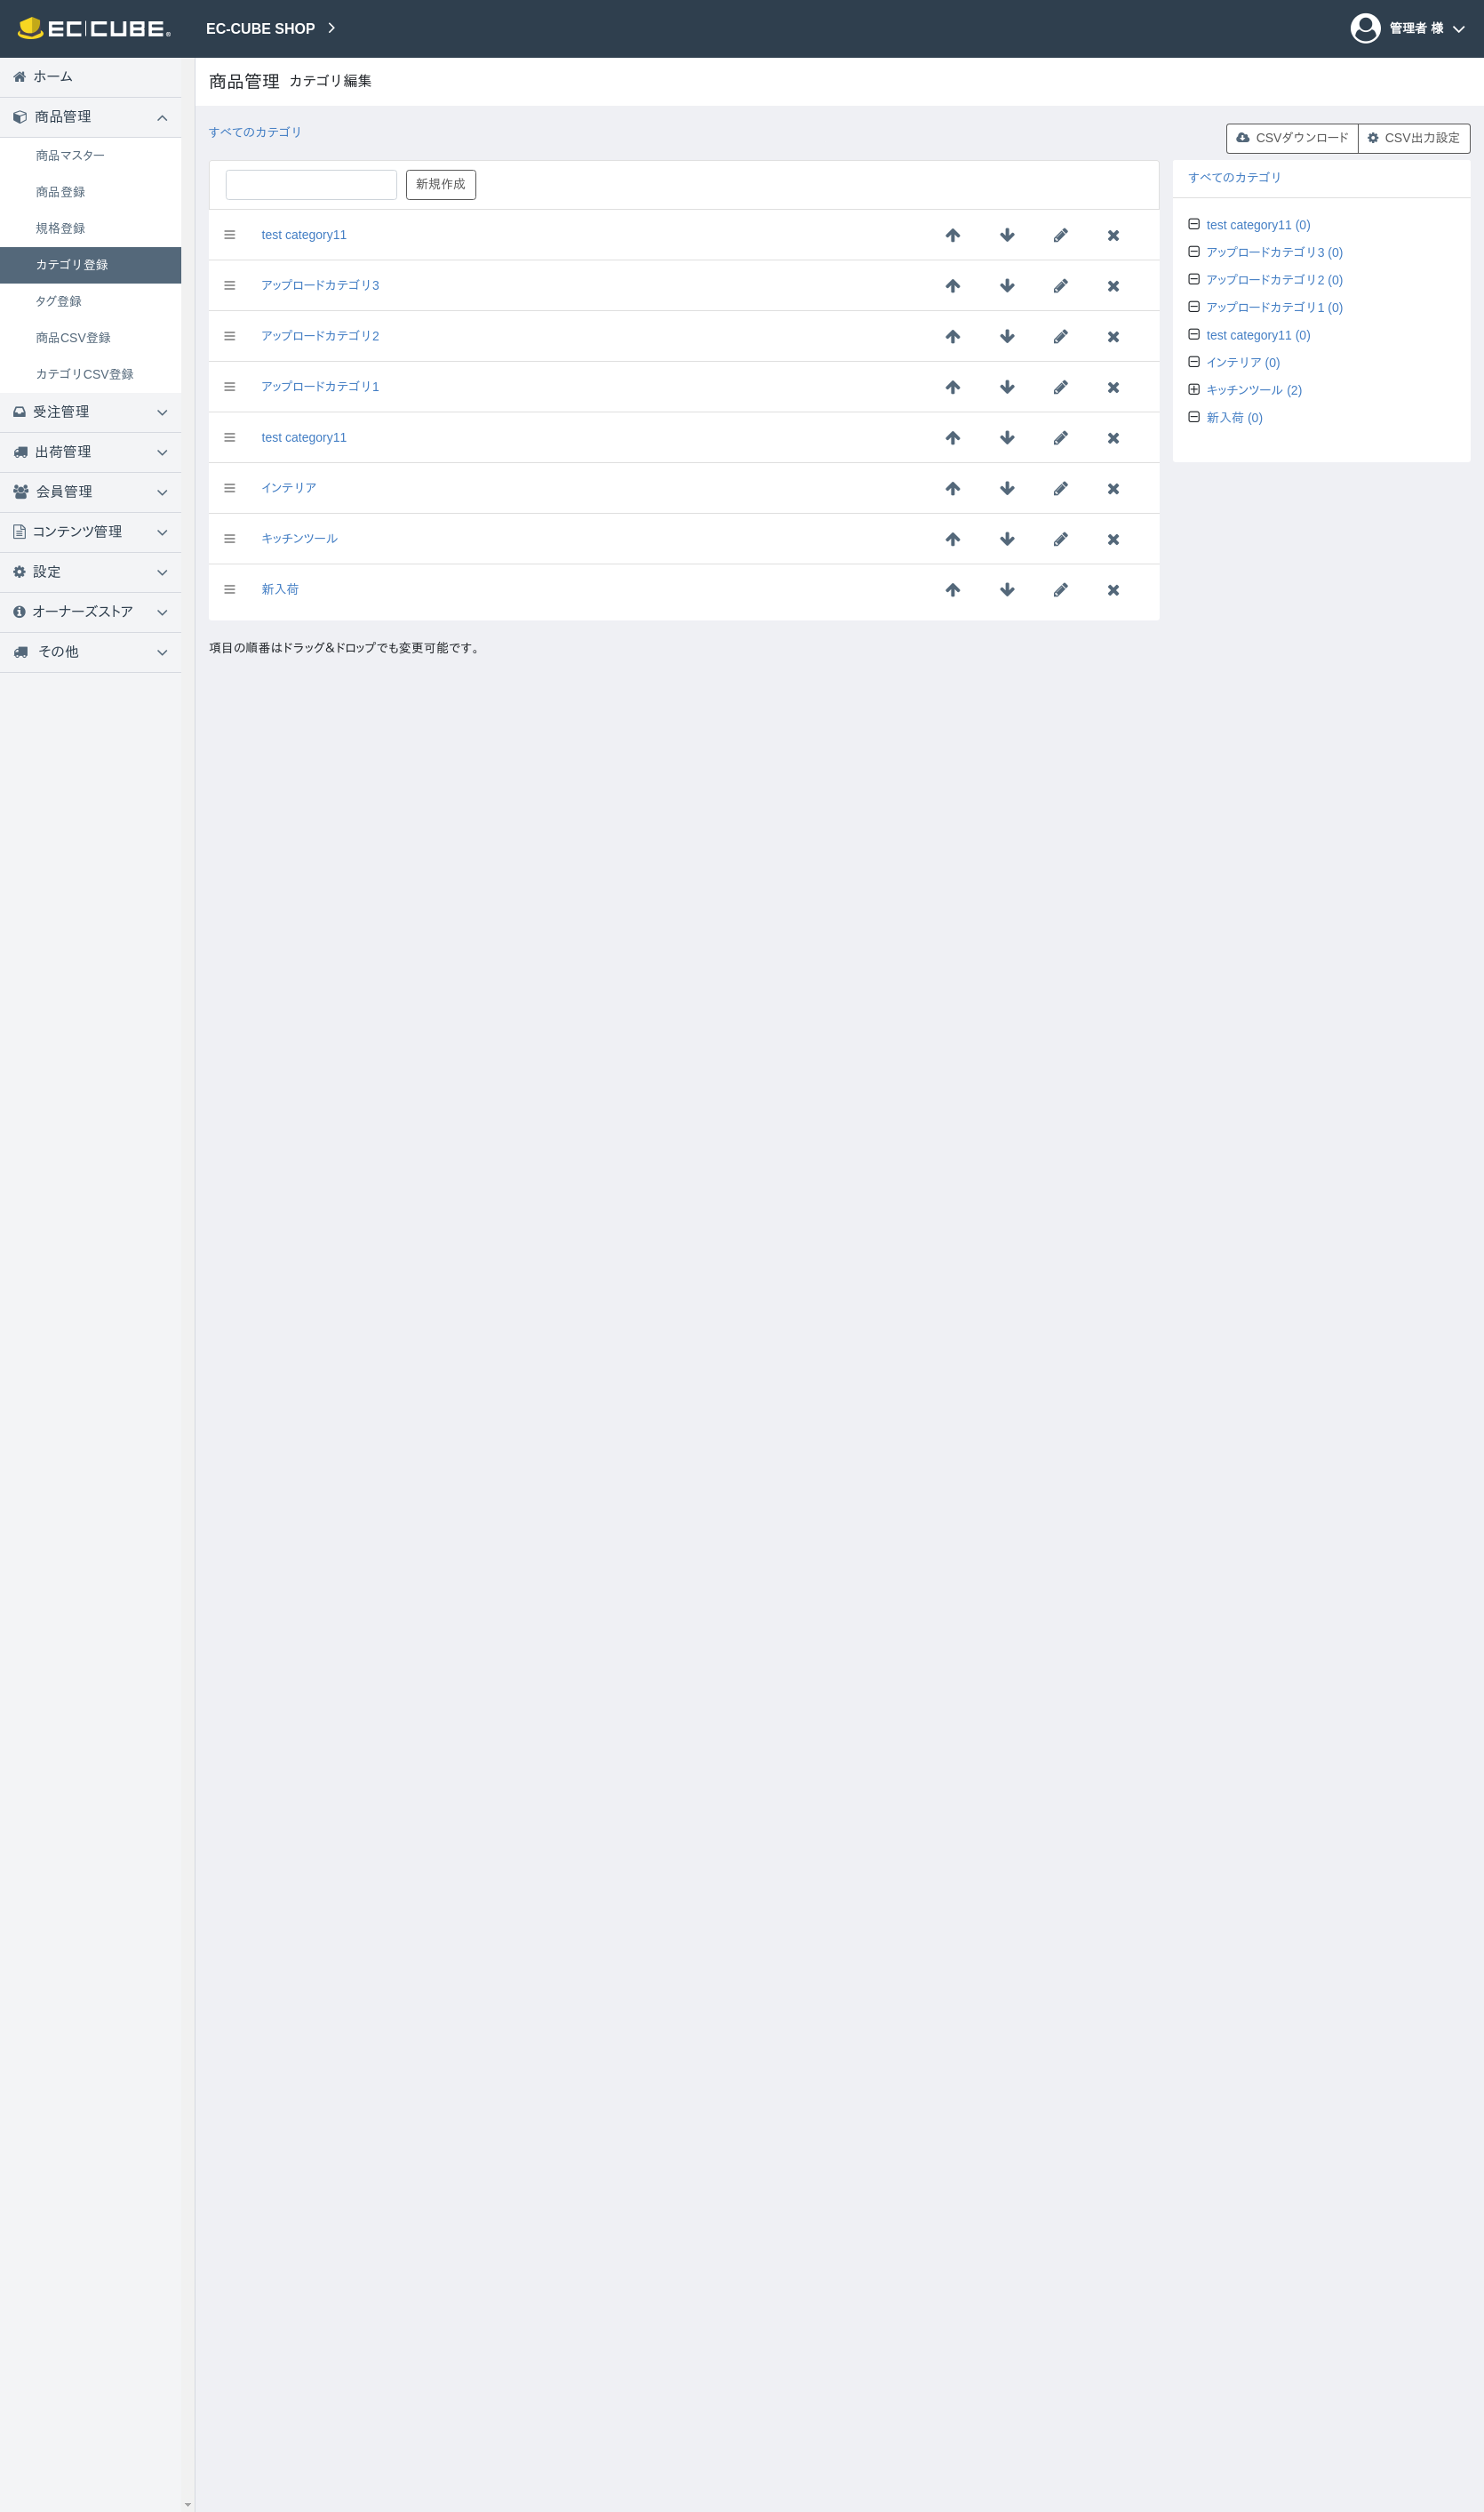 EC CUBE®
EC-CUBE SHOP
管理者 様
ホーム
商品管理
商品マスター
商品登録
規格登録
カテゴリ登録
タグ登録
商品CSV登録
カテゴリCSV登録
受注管理
出荷管理
会員管理
コンテンツ管理
設定
オーナーズストア
その他
商品管理 カテゴリ編集
すべてのカテゴリ
CSVダウンロード
CSV出力設定
新規作成
test category11
アップロードカテゴリ3
アップロードカテゴリ2
アップロードカテゴリ1
test category11
インテリア
キッチンツール
新入荷
項目の順番はドラッグ＆ドロップでも変更可能です。
すべてのカテゴリ
test category11 (0)
アップロードカテゴリ3 (0)
アップロードカテゴリ2 (0)
アップロードカテゴリ1 (0)
test category11 (0)
インテリア (0)
キッチンツール (2)
新入荷 (0)